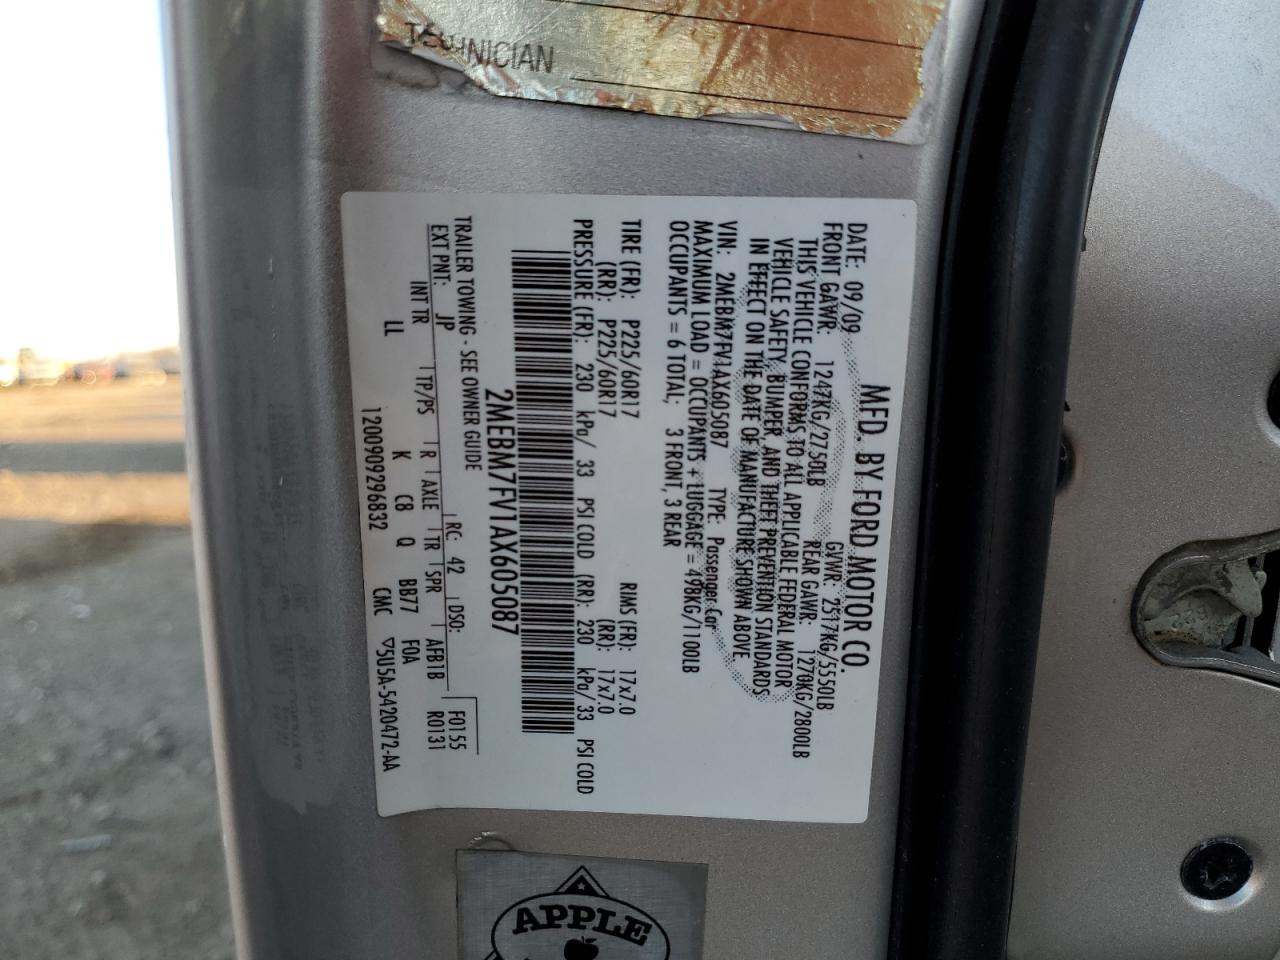 TECHNICIAN
MFD. BY FORD MOTOR CO.
DATE: 09/09 GVWR: 2517KG/5550LB
FRONT GAWR: 1247KG/2750LB REAR GAWR: 1270KG/2800LB
THIS VEHICLE CONFORMS TO ALL APPLICABLE FEDERAL MOTOR
VEHICLE SAFETY, BUMPER, AND THEFT PREVENTION STANDARDS
IN EFFECT ON THE DATE OF MANUFACTURE SHOWN ABOVE.
VIN: 2MEBM7FV1AX605087 TYPE: Passenger Car
MAXIMUM LOAD = OCCUPANTS + LUGGAGE = 498KG/1100LB
OCCUPANTS = 6 TOTAL; 3 FRONT, 3 REAR
TIRE (FR): P225/60R17 RIMS (FR): 17x7.0
(RR): P225/60R17 (RR): 17x7.0
PRESSURE (FR): 230 kPa/ 33 PSI COLD (RR): 230 kPa/ 33 PSI COLD
2MEBM7FV1AX605087
TRAILER TOWING - SEE OWNER GUIDE RC: 42 DSO: F0155
EXT PNT: JP R0131
INT TR TP/PS R AXLE TR SPR AFB1B
LL K C8 Q BB77 FOA
120090929 6832 CMC ▽5U5A-5420472-AA
APPLE